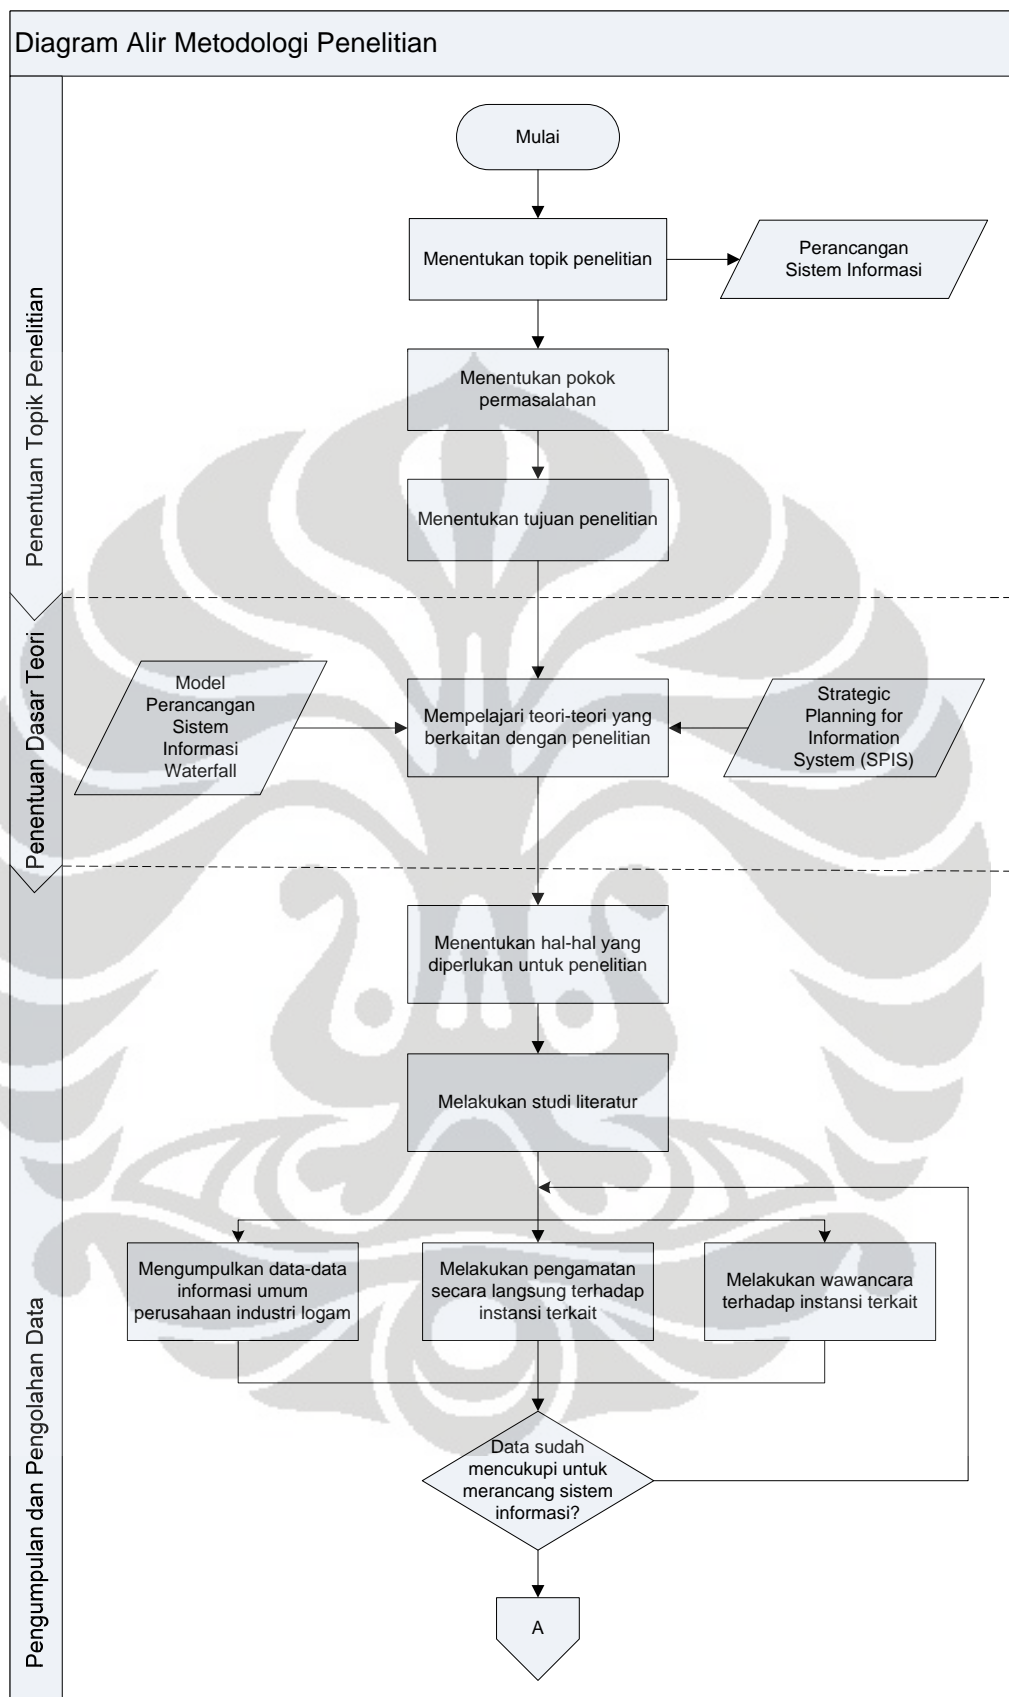 Diagram Alir Metodologi Penelitian
Penentuan Topik Penelitian
Mulai
Menentukan topik penelitian
Perancangan
Sistem Informasi
Menentukan pokok
permasalahan
Menentukan tujuan penelitian
Penentuan Dasar Teori
Model
Perancangan
Sistem
Informasi
Waterfall
Mempelajari teori-teori yang
berkaitan dengan penelitian
Strategic
Planning for
Information
System (SPIS)
Pengumpulan dan Pengolahan Data
Menentukan hal-hal yang
diperlukan untuk penelitian
Melakukan studi literatur
Mengumpulkan data-data
informasi umum
perusahaan industri logam
Melakukan pengamatan
secara langsung terhadap
instansi terkait
Melakukan wawancara
terhadap instansi terkait
Data sudah
mencukupi untuk
merancang sistem
informasi?
A